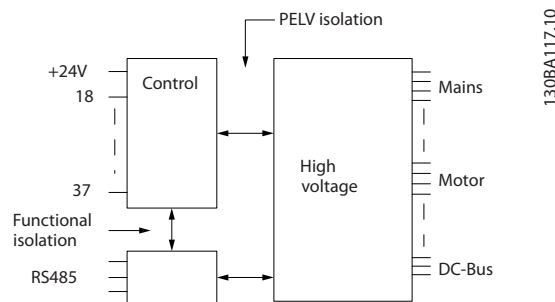 PELV isolation
130BA117.10
+24V
Control
18
Mains
High
voltage
37
Motor
Functional
isolation
RS485
DC-Bus